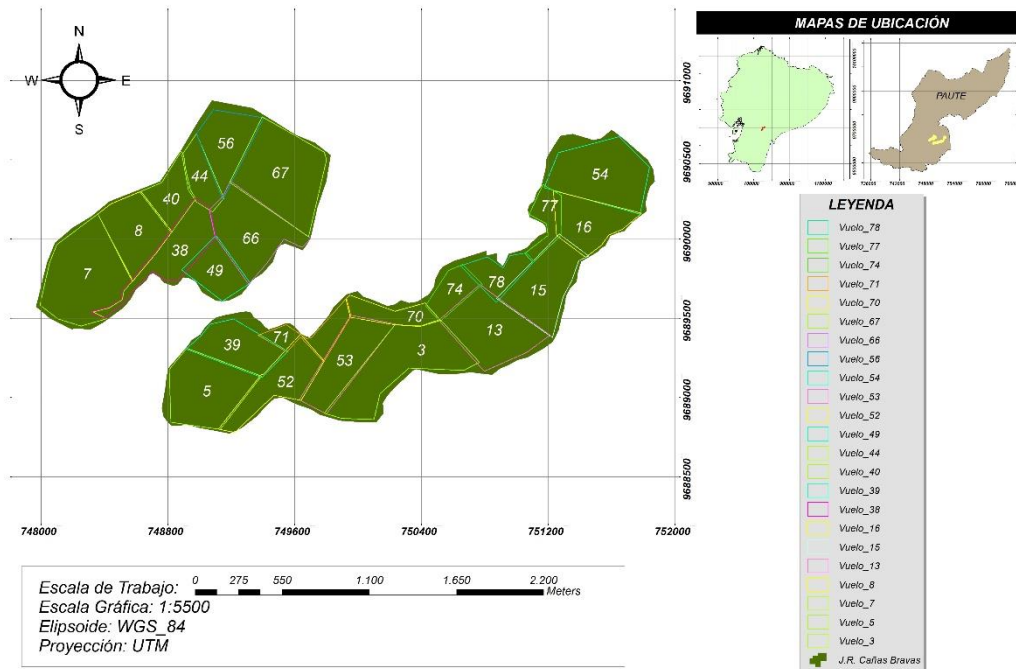 N
W E
S
56
67
44
40
8
38
66
7
49
54
77
16
78
74
15
70
13
39
71
3
53
52
5
9691000
9690500
9690000
9689500
9689000
9688500
748000 748800 749600 750400 751200 752000
Escala de Trabajo: 0 275 550 1.100 1.650 2.200
Meters
Escala Gráfica: 1:5500
Elipsoide: WGS_84
Proyección: UTM
MAPAS DE UBICACIÓN
PAUTE
LEYENDA
Vuelo_78
Vuelo_77
Vuelo_74
Vuelo_71
Vuelo_70
Vuelo_67
Vuelo_66
Vuelo_56
Vuelo_54
Vuelo_53
Vuelo_52
Vuelo_49
Vuelo_44
Vuelo_40
Vuelo_39
Vuelo_38
Vuelo_16
Vuelo_15
Vuelo_13
Vuelo_8
Vuelo_7
Vuelo_5
Vuelo_3
J.R. Cañas Bravas